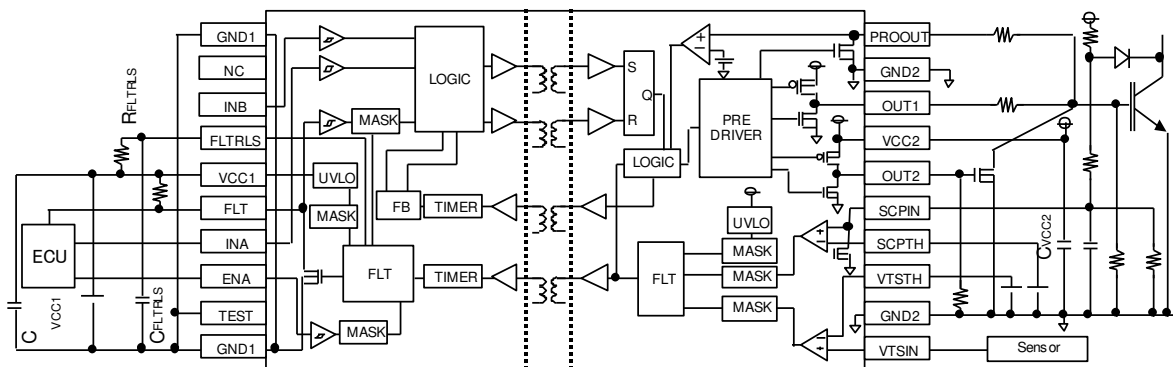 GND1
NC
INB
FLTRLS
VCC1
FLT
INA
ENA
TEST
GND1
RFLTRLS
ECU
C
VCC1
CFLTRLS
LOGIC
MASK
UVLO
MASK
FB
TIMER
FLT
TIMER
MASK
S
Q
R
LOGIC
PRE
DRIVER
UVLO
MASK
MASK
MASK
FLT
PROOUT
GND2
OUT1
VCC2
OUT2
SCPIN
SCPTH
VTSTH
GND2
VTSIN
CVCC2
Sensor
+
-
+
-
+
-